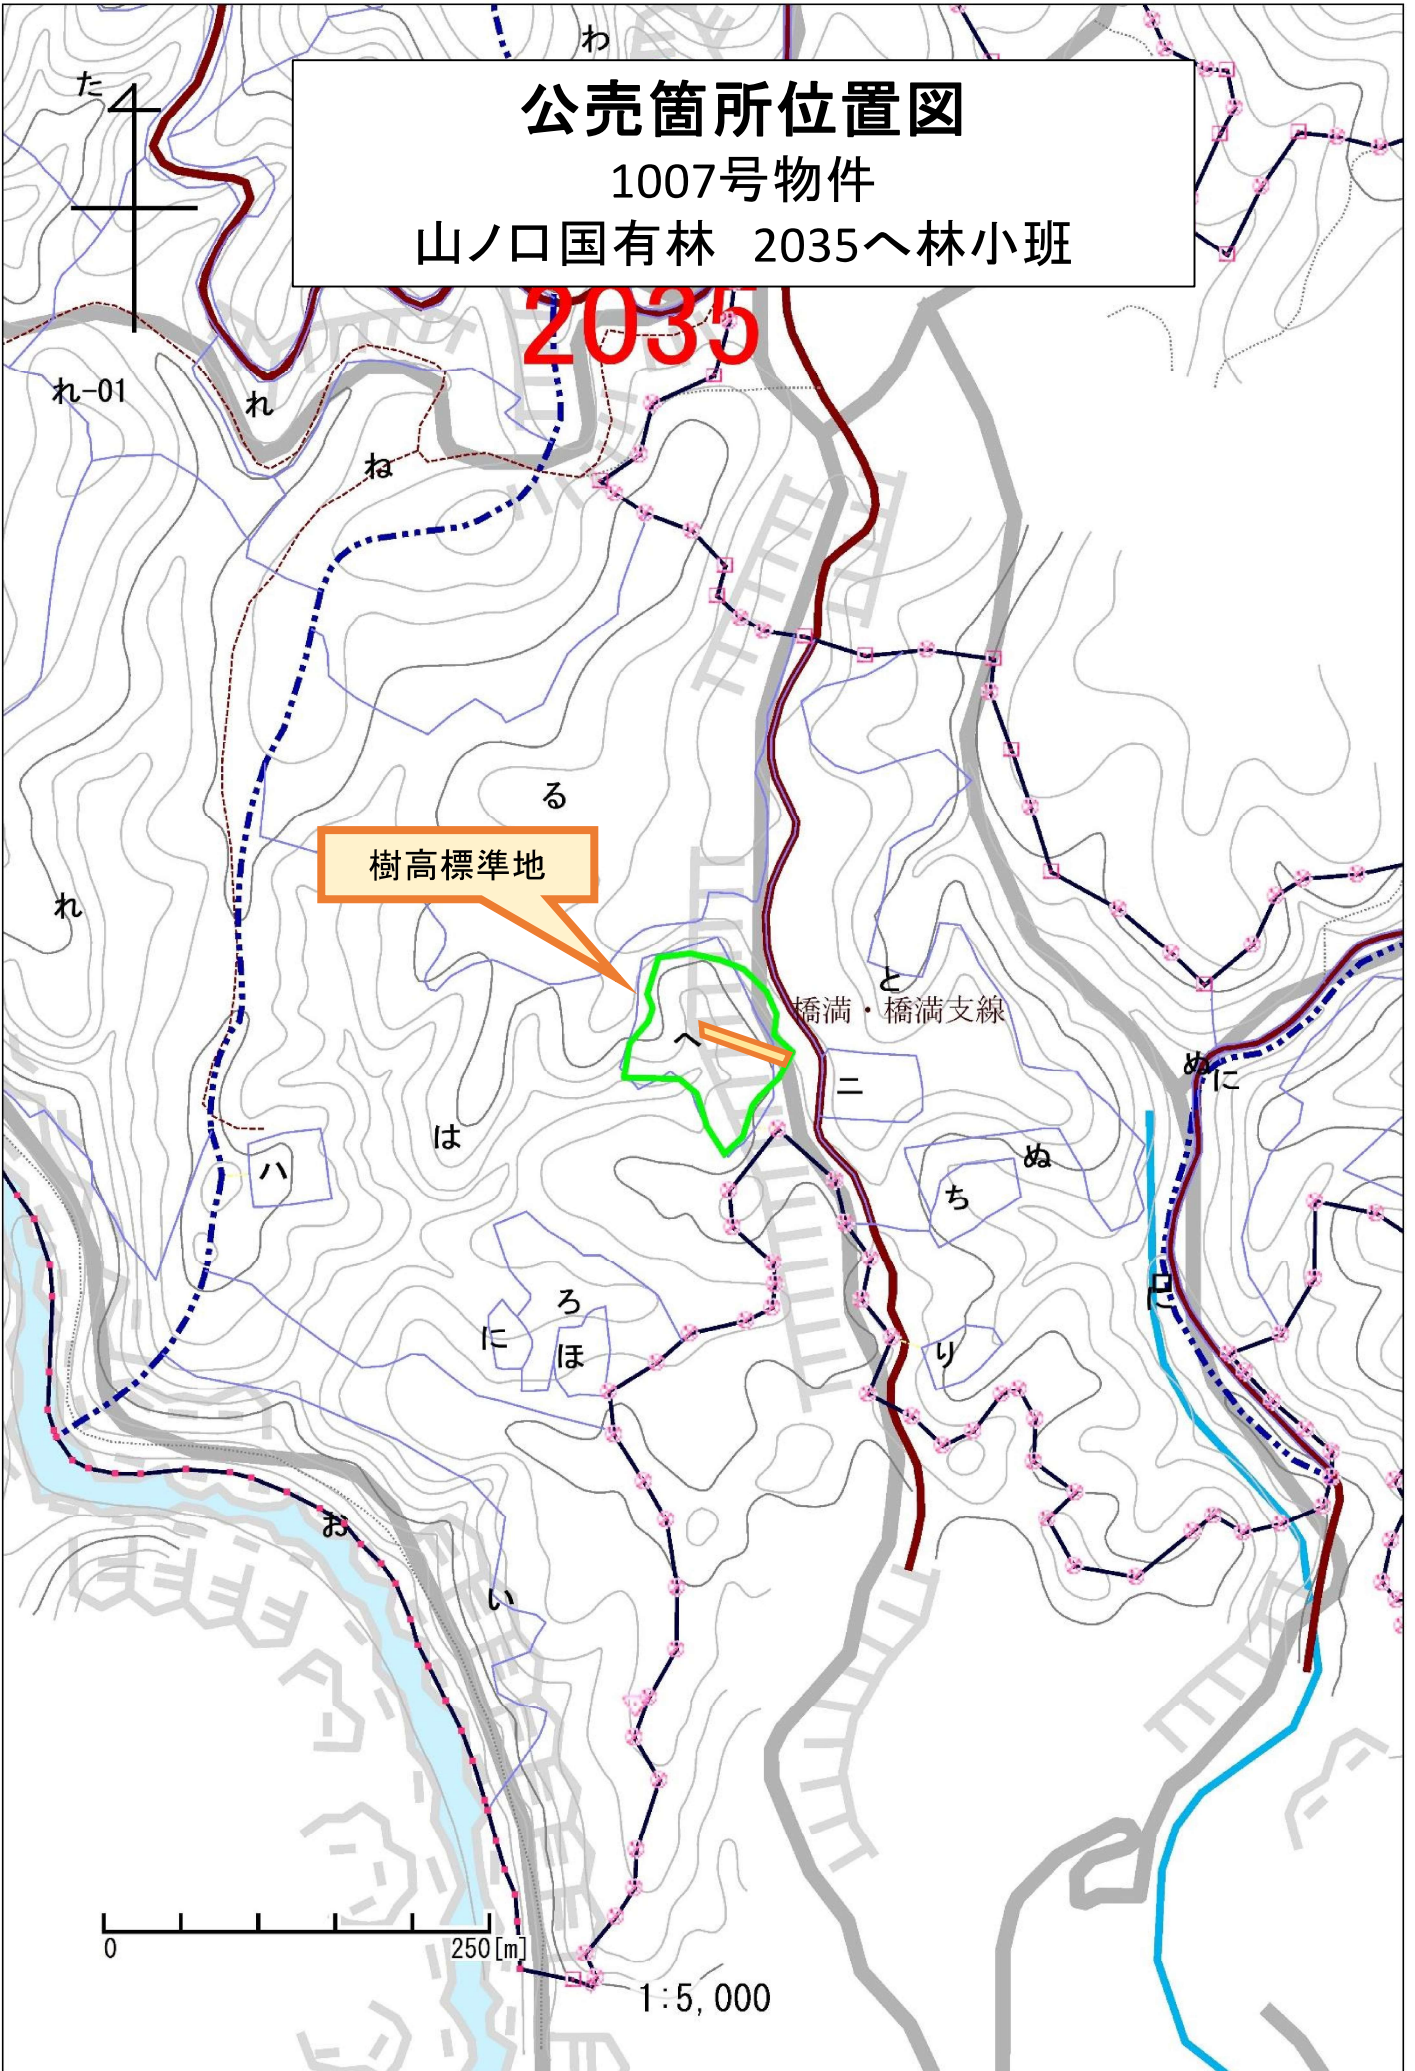 わ
た
公売箇所位置図
1007号物件
山ノ口国有林　2035へ林小班
2035
れ-01
れ
ね
る
樹高標準地
れ
と
橋満・橋満支線
へ
ニ
ぬ
に
は
ハ
ぬ
ち
ロ
に
ろ
に
ほ
り
お
い
0
250[m]
1:5,000